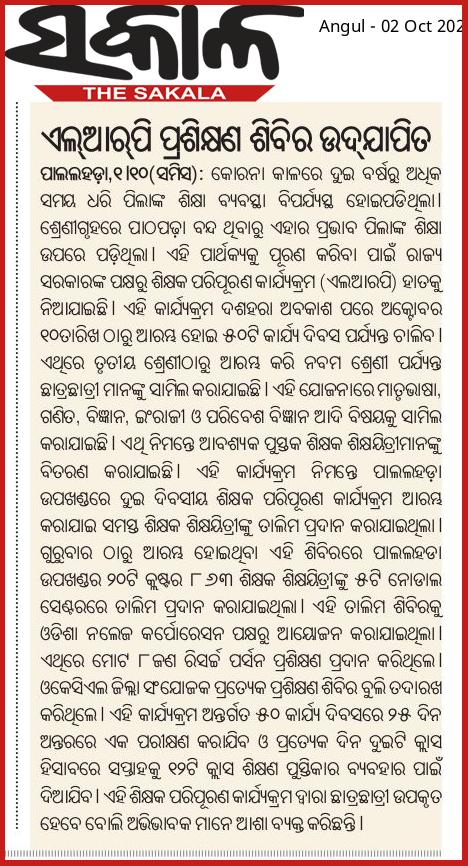 ସକାଳ
THE SAKALA
Angul - 02 Oct 202
ଏଲ୍ଆର୍ପି ପ୍ରଶିକ୍ଷଣ ଶିବିର ଉଦ୍ଯାପିତ
ପାଲଲହଡ଼ା,୧।୧୦(ସମିସ): କୋରନା କାଳରେ ଦୁଇ ବର୍ଷରୁ ଅଧିକ
ସମୟ ଧରି ପିଲାଙ୍କ ଶିକ୍ଷା ବ୍ୟବସ୍ଥା ବିପର୍ଯ୍ୟସ୍ଥ ହୋଇପଡିଥିଲା।
ଶ୍ରେଣୀଗୃହରେ ପାଠପଢ଼ା ବନ୍ଦ ଥିବାରୁ ଏହାର ପ୍ରଭାବ ପିଲାଙ୍କ ଶିକ୍ଷା
ଉପରେ ପଡ଼ିଥିଲା। ଏହି ପାର୍ଥକ୍ୟକୁ ପୂରଣ କରିବା ପାଇଁ ରାଜ୍ୟ
ସରକାରଙ୍କ ପକ୍ଷରୁ ଶିକ୍ଷକ ପରିପୂରଣ କାର୍ଯ୍ୟକ୍ରମ (ଏଲଆରପି) ହାତକୁ
ନିଆଯାଇଛି। ଏହି କାର୍ଯ୍ୟକ୍ରମ ଦଶହରା ଅବକାଶ ପରେ ଅକ୍ଟୋବର
୧୦ତାରିଖ ଠାରୁ ଆରମ୍ଭ ହୋଇ ୫୦ଟି କାର୍ଯ୍ୟ ଦିବସ ପର୍ଯ୍ୟନ୍ତ ଚାଲିବ।
ଏଥିରେ ତୃତୀୟ ଶ୍ରେଣୀଠାରୁ ଆରମ୍ଭ କରି ନବମ ଶ୍ରେଣୀ ପର୍ଯ୍ୟନ୍ତ
ଛାତ୍ରଛାତ୍ରୀ ମାନଙ୍କୁ ସାମିଲ କରାଯାଇଛି। ଏହି ଯୋଜନାରେ ମାତୃଭାଷା,
ଗଣିତ, ବିଜ୍ଞାନ, ଇଂରାଜୀ ଓ ପରିବେଶ ବିଜ୍ଞାନ ଆଦି ବିଷୟକୁ ସାମିଲ
କରାଯାଇଛି। ଏଥି ନିମନ୍ତେ ଆବଶ୍ୟକ ପୁସ୍ତକ ଶିକ୍ଷକ ଶିକ୍ଷୟିତ୍ରୀମାନଙ୍କୁ
ବିତରଣ କରାଯାଇଛି। ଏହି କାର୍ଯ୍ୟକ୍ରମ ନିମନ୍ତେ ପାଲଲହଡ଼ା
ଉପଖଣ୍ଡରେ ଦୁଇ ଦିବସୀୟ ଶିକ୍ଷକ ପରିପୂରଣ କାର୍ଯ୍ୟକ୍ରମ ଆରମ୍ଭ
କରାଯାଇ ସମସ୍ତ ଶିକ୍ଷକ ଶିକ୍ଷୟିତ୍ରୀଙ୍କୁ ତାଲିମ ପ୍ରଦାନ କରାଯାଇଥିଲା।
ଗୁରୁବାର ଠାରୁ ଆରମ୍ଭ ହୋଇଥିବା ଏହି ଶିବିରରେ ପାଲଲହଡା
ଉପଖଣ୍ଡର ୨୦ଟି କ୍ଲଷ୍ଟର ୮୬୩ ଶିକ୍ଷକ ଶିକ୍ଷୟିତ୍ରୀଙ୍କୁ ୫ଟି ନୋଡାଲ
ସେଣ୍ଟରରେ ତାଲିମ ପ୍ରଦାନ କରାଯାଇଥିଲା। ଏହି ତାଲିମ ଶିବିରକୁ
ଓଡିଶା ନଲେଜ କର୍ପୋରେସନ ପକ୍ଷରୁ ଆୟୋଜନ କରାଯାଇଥିଲା।
ଏଥିରେ ମୋଟ ୮ଜଣ ରିସର୍ଚ୍ଚ ପର୍ସନ ପ୍ରଶିକ୍ଷଣ ପ୍ରଦାନ କରିଥିଲେ।
ଓକେସିଏଲ ଜିଲ୍ଲା ସଂଯୋଜକ ପ୍ରତ୍ୟେକ ପ୍ରଶିକ୍ଷଣ ଶିବିର ବୁଲି ତଦାରଖ
କରିଥିଲେ। ଏହି କାର୍ଯ୍ୟକ୍ରମ ଅନ୍ତର୍ଗତ ୫୦ କାର୍ଯ୍ୟ ଦିବସରେ ୨୫ ଦିନ
ଅନ୍ତରରେ ଏକ ପରୀକ୍ଷଣ କରାଯିବ ଓ ପ୍ରତ୍ୟେକ ଦିନ ଦୁଇଟି କ୍ଲାସ
ହିସାବରେ ସପ୍ତାହକୁ ୧୨ଟି କ୍ଲାସ ଶିକ୍ଷଣ ପୁସ୍ତିକାର ବ୍ୟବହାର ପାଇଁ
ଦିଆଯିବ। ଏହି ଶିକ୍ଷକ ପରିପୂରଣ କାର୍ଯ୍ୟକ୍ରମ ଦ୍ୱାରା ଛାତ୍ରଛାତ୍ରୀ ଉପକୃତ
ହେବେ ବୋଲି ଅଭିଭାବକ ମାନେ ଆଶା ବ୍ୟକ୍ତ କରିଛନ୍ତି।